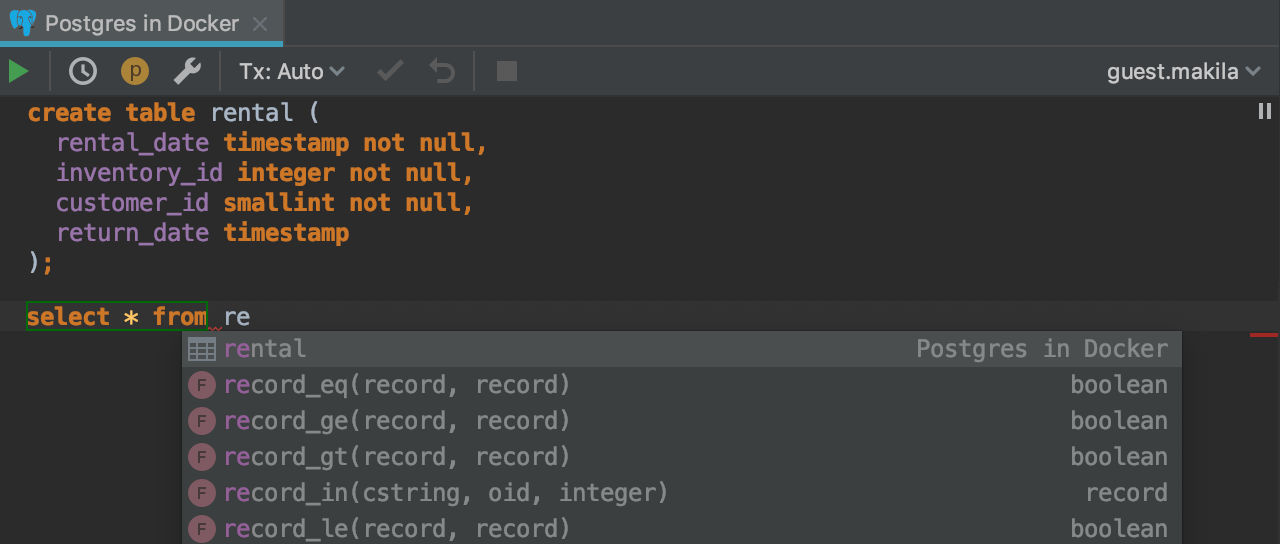 Postgres in Docker
p Tx: Auto guest.makila
create table rental (
rental_date timestamp not null,
inventory_id integer not null,
customer_id smallint not null,
return_date timestamp
);
select * from re
rental Postgres in Docker
F record_eq(record, record) boolean
F record_ge(record, record) boolean
F record_gt(record, record) boolean
F record_in(cstring, oid, integer) record
F record_le(record, record) boolean